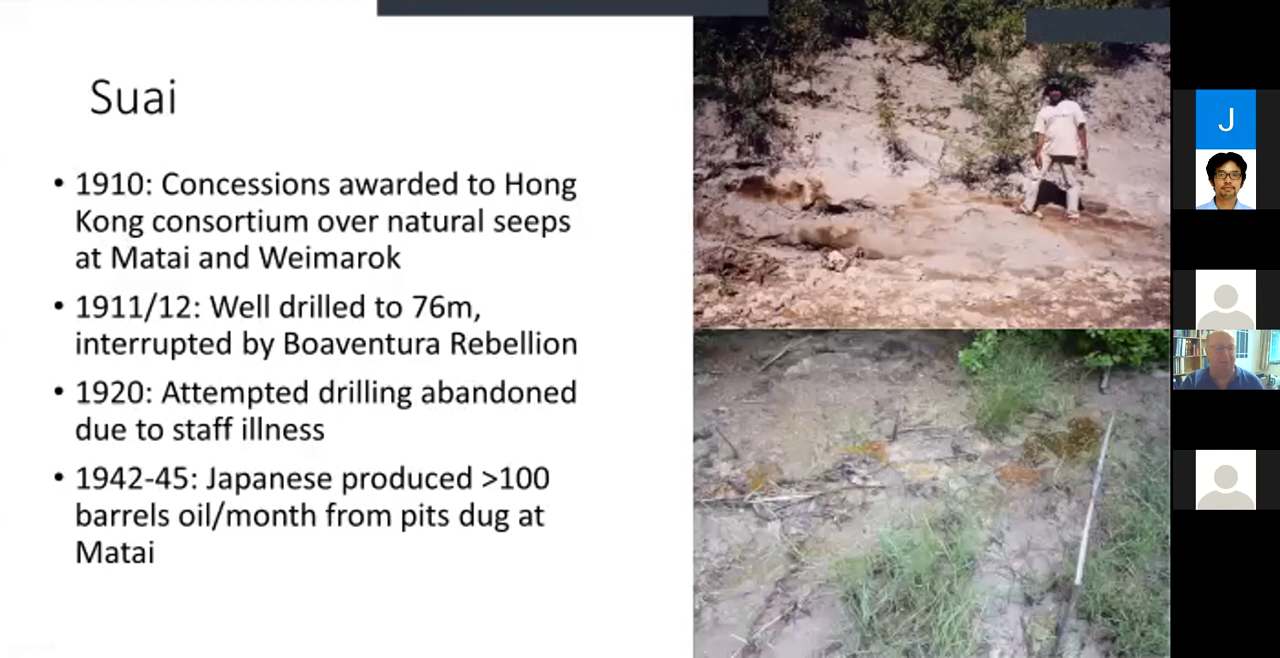 Suai
• 1910: Concessions awarded to Hong
Kong consortium over natural seeps
at Matai and Weimarok
• 1911/12: Well drilled to 76m,
interrupted by Boaventura Rebellion
• 1920: Attempted drilling abandoned
due to staff illness
• 1942-45: Japanese produced >100
barrels oil/month from pits dug at
Matai
J